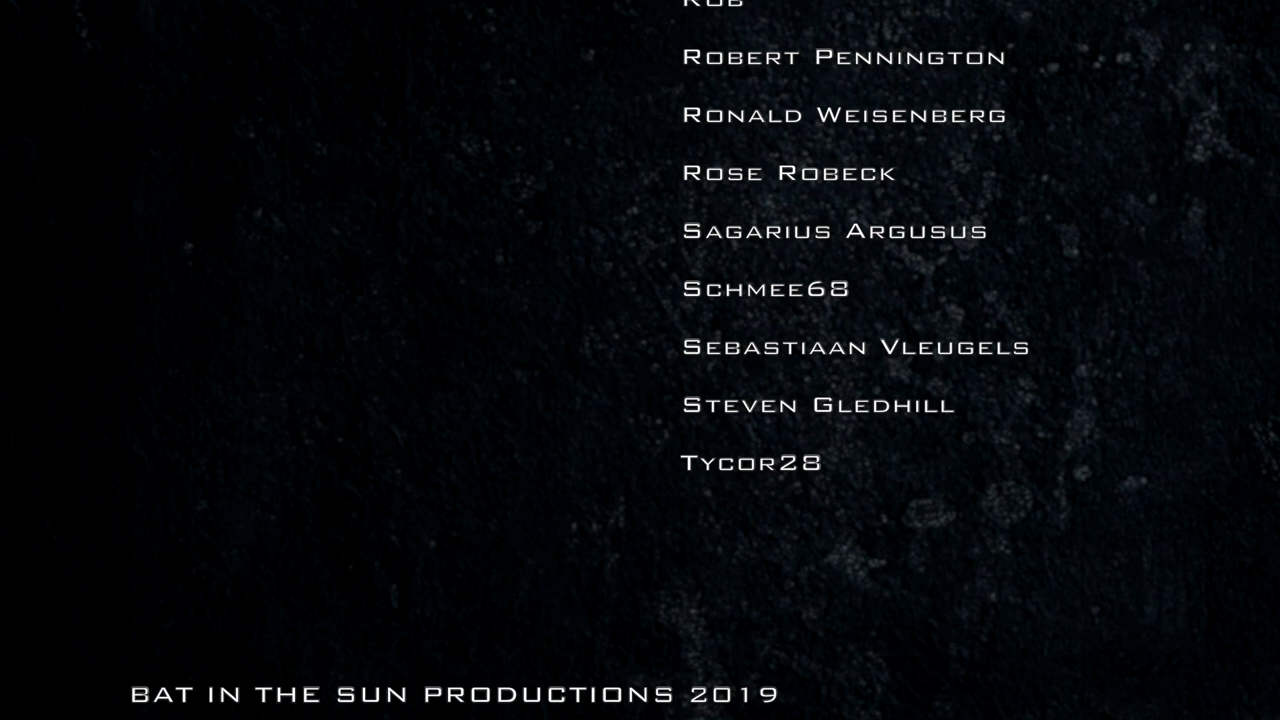 Rob
Robert Pennington
Ronald Weisenberg
Rose Robeck
Sagarius Argusus
Schmee68
Sebastiaan Vleugels
Steven Gledhill
Tycor28
BAT IN THE SUN PRODUCTIONS 2019